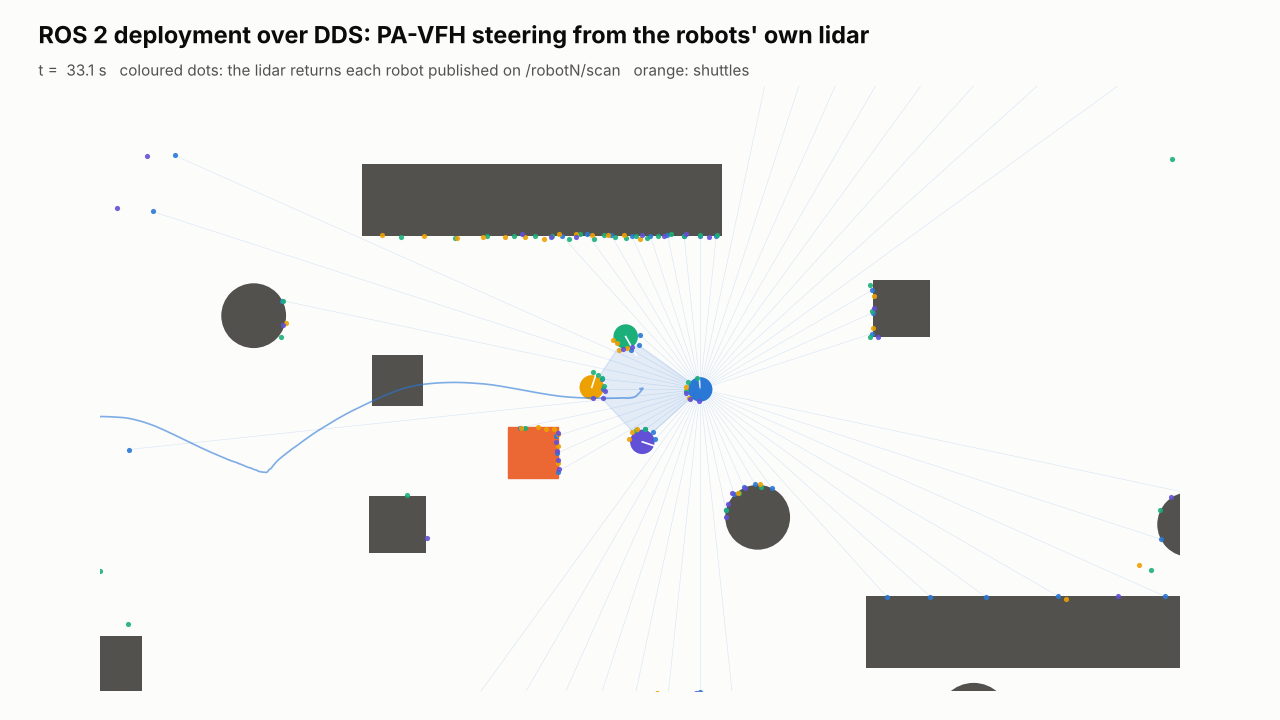 ROS 2 deployment over DDS: PA-VFH steering from the robots' own lidar
t =  33.1 s   coloured dots: the lidar returns each robot published on /robotN/scan   orange: shuttles